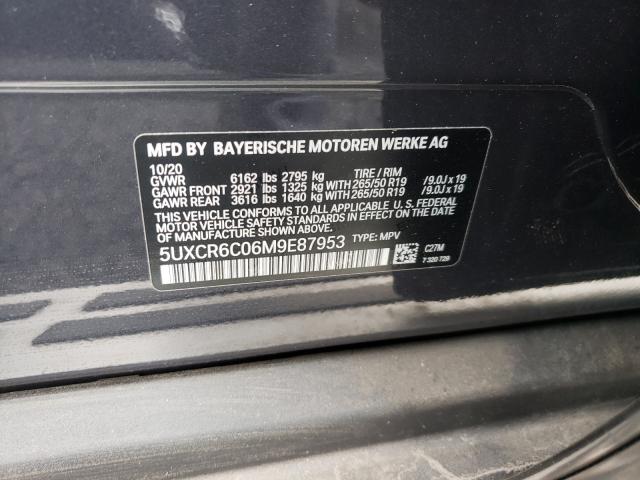 MFD BY BAYERISCHE MOTOREN WERKE AG
10/20
GVWR 6162 lbs 2795 kg TIRE / RIM
GAWR FRONT 2921 lbs 1325 kg WITH 265/50 R19 /9.0J x 19
GAWR REAR 3616 lbs 1640 kg WITH 265/50 R19 /9.0J x 19
THIS VEHICLE CONFORMS TO ALL APPLICABLE U.S. FEDERAL
MOTOR VEHICLE SAFETY STANDARDS IN EFFECT ON THE DATE
OF MANUFACTURE SHOWN ABOVE.
5UXCR6C06M9E87953 TYPE: MPV
C27M
7 320 728